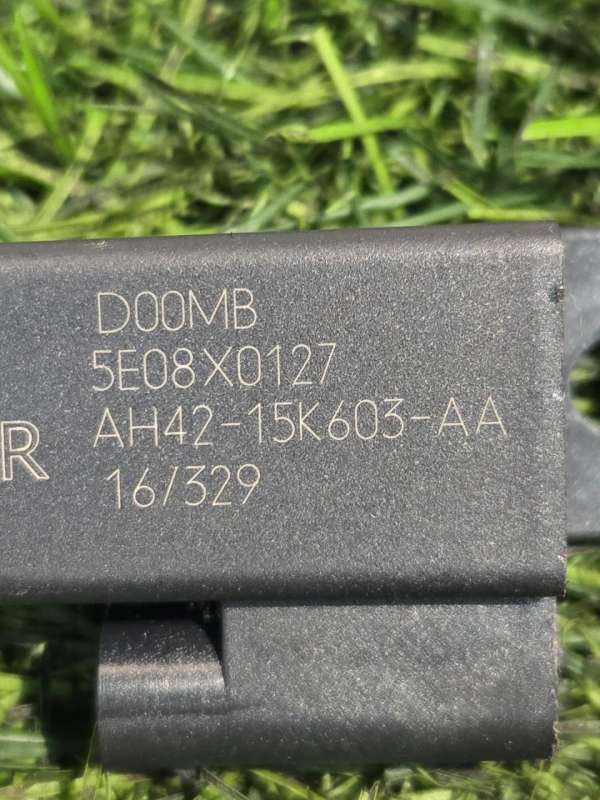 D00MB
5E08X0127
R AH42-15K603-AA
16/329